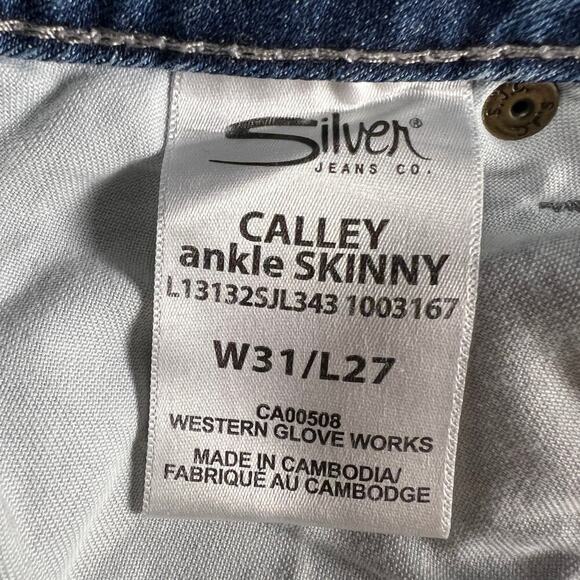 Silver®
JEANS CO.
CALLEY
ankle SKINNY
L13132SJL343 1003167
W31/L27
CA00508
WESTERN GLOVE WORKS
MADE IN CAMBODIA/
FABRIQUÉ AU CAMBODGE